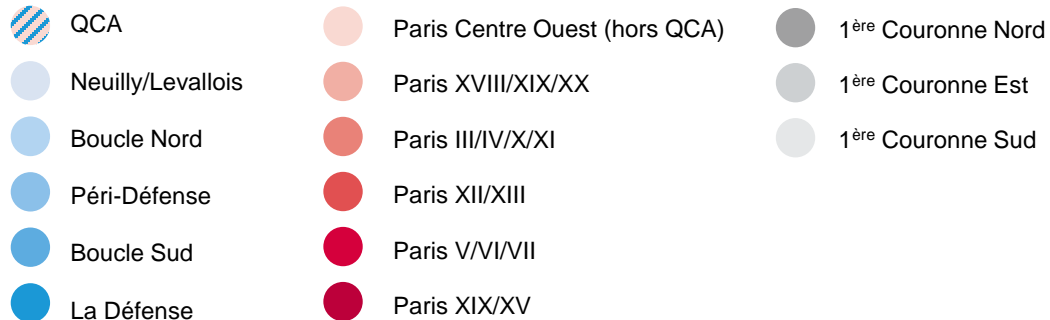 QCA
Neuilly/Levallois
Boucle Nord
Péri-Défense
Boucle Sud
La Défense
Paris Centre Ouest (hors QCA)
Paris XVIII/XIX/XX
Paris III/IV/X/XI
Paris XII/XIII
Paris V/VI/VII
Paris XIX/XV
1ère Couronne Nord
1ère Couronne Est
1ère Couronne Sud